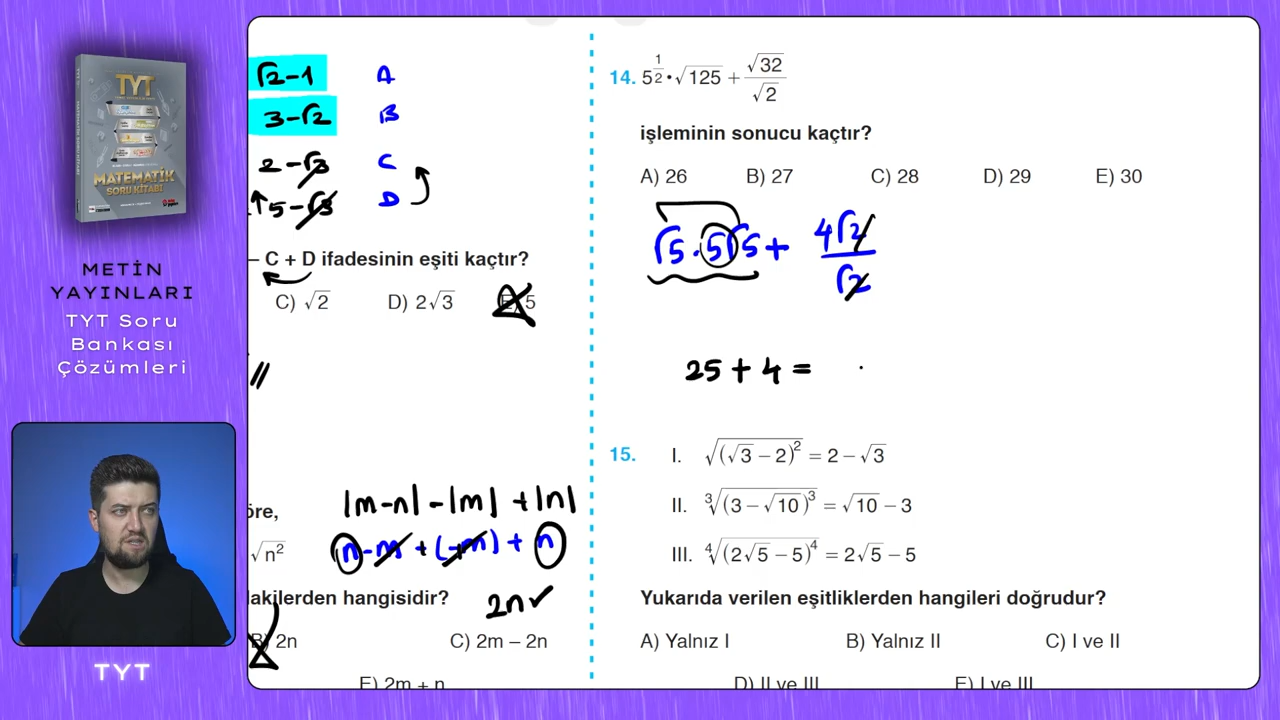 TYT
MATEMATİK
SORU KİTABI
METİN
YAYINLARI
TYT Soru
Bankası
Çözümleri
TYT
√2 – 1 A
3 – √2 B
2 – √3 C
5 – √3 D
– C + D ifadesinin eşiti kaçtır?
C) √2 D) 2√3 E) 5
//
|m – n| – |m| + |n|
öre,
n – m + (+m) + n
√n²
2n ✓
lakilerden hangisidir?
B) 2n C) 2m – 2n
E) 2m + n
14. 5^(1/2) • √125 + √32/√2
işleminin sonucu kaçtır?
A) 26 B) 27 C) 28 D) 29 E) 30
√5 · 5√5 + 4√2/√2
25 + 4 =
15. I. √((√3 – 2)²) = 2 – √3
II. ³√((3 – √10)³) = √10 – 3
III. ⁴√((2√5 – 5)⁴) = 2√5 – 5
Yukarıda verilen eşitliklerden hangileri doğrudur?
A) Yalnız I B) Yalnız II C) I ve II
D) II ve III E) I ve III